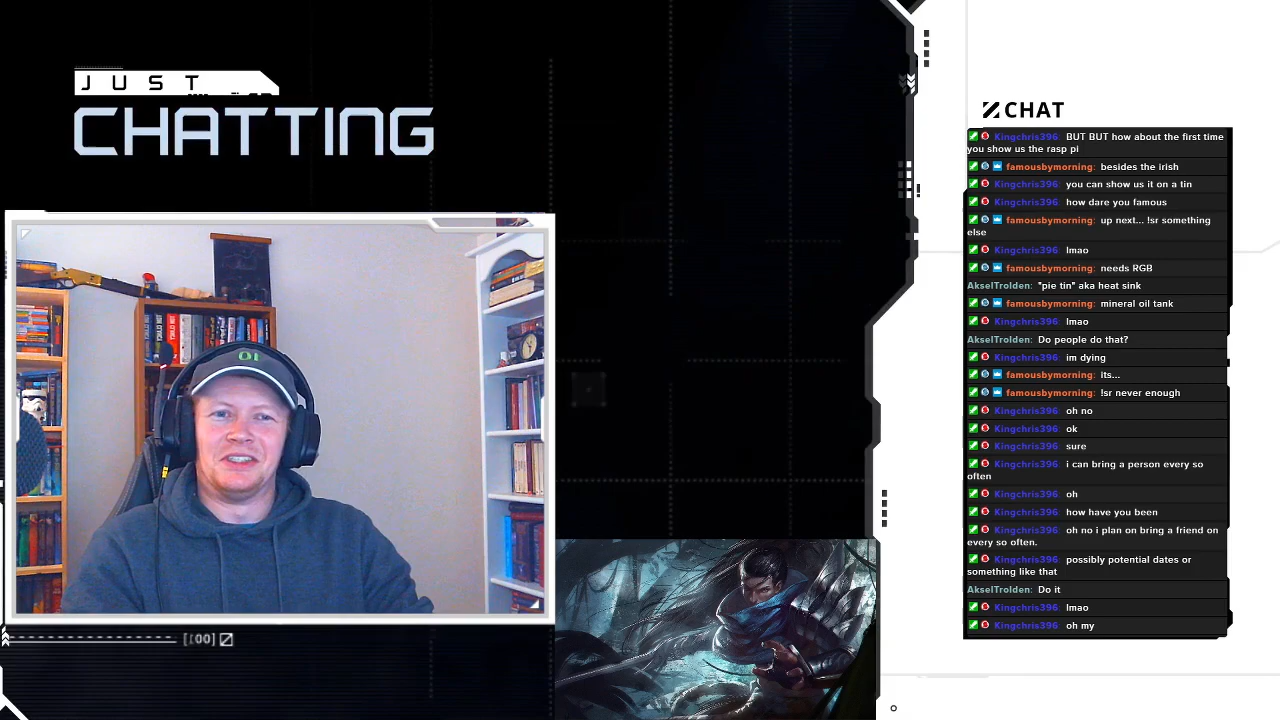 JUST
CHATTING
CHAT
Kingchris396: BUT BUT how about the first time
you show us the rasp pi
famousbymorning: besides the irish
Kingchris396: you can show us it on a tin
Kingchris396: how dare you famous
famousbymorning: up next... !sr something
else
Kingchris396: lmao
famousbymorning: needs RGB
AkselTrolden: "pie tin" aka heat sink
famousbymorning: mineral oil tank
Kingchris396: lmao
AkselTrolden: Do people do that?
Kingchris396: im dying
famousbymorning: its...
famousbymorning: !sr never enough
Kingchris396: oh no
Kingchris396: ok
Kingchris396: sure
Kingchris396: i can bring a person every so
often
Kingchris396: oh
Kingchris396: how have you been
Kingchris396: oh no i plan on bring a friend on
every so often.
Kingchris396: possibly potential dates or
something like that
AkselTrolden: Do it
Kingchris396: lmao
Kingchris396: oh my
[:00]